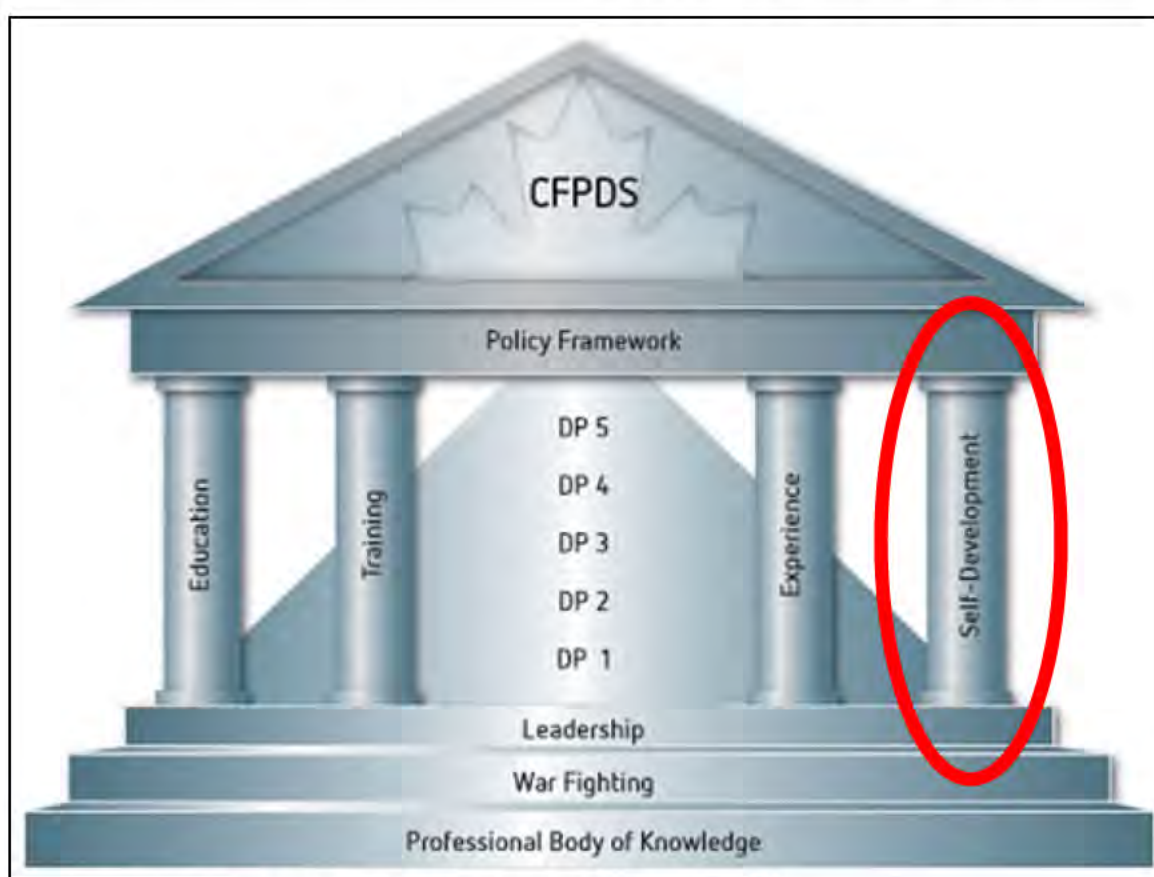 CFPDS
Policy Framework
Education
Training
DP 5
DP 4
DP 3
DP 2
DP 1
Experience
Self-Development
Leadership
War Fighting
Professional Body of Knowledge